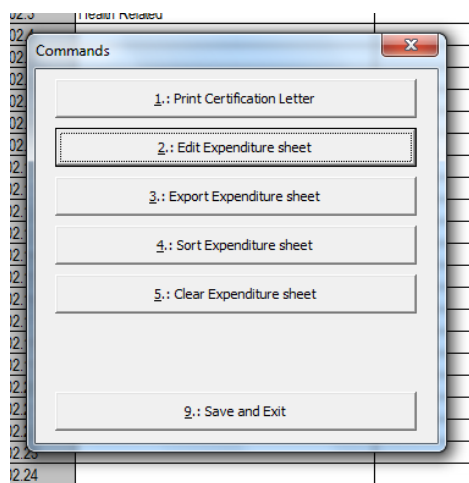 Health Related
Commands
1.: Print Certification Letter
2.: Edit Expenditure sheet
3.: Export Expenditure sheet
4.: Sort Expenditure sheet
5.: Clear Expenditure sheet
9.: Save and Exit
02.24